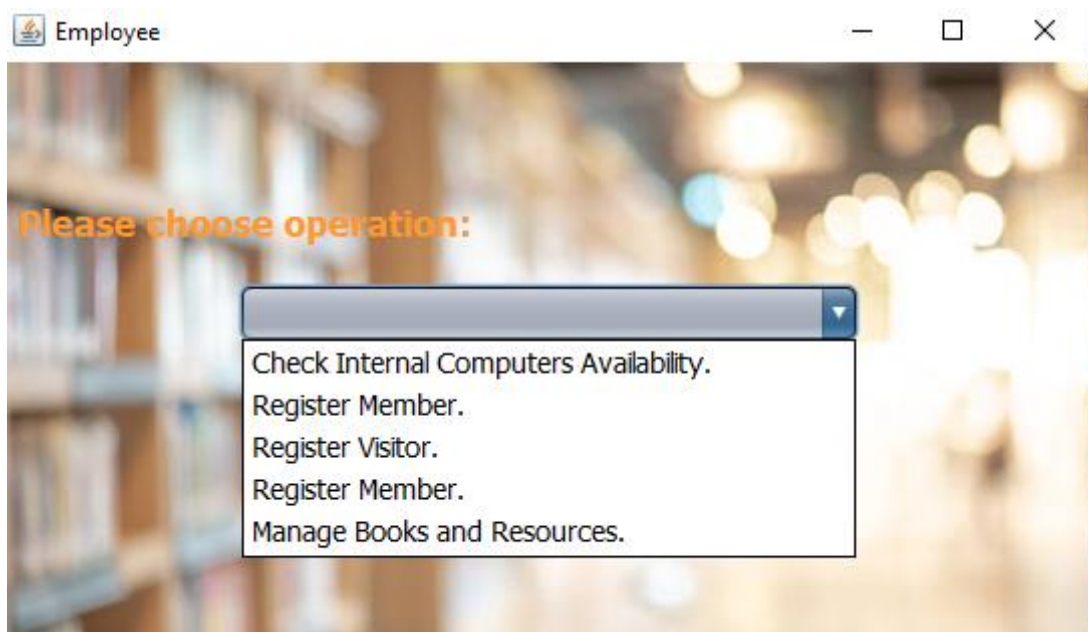 Employee
Please choose operation:
Check Internal Computers Availability.
Register Member.
Register Visitor.
Register Member.
Manage Books and Resources.